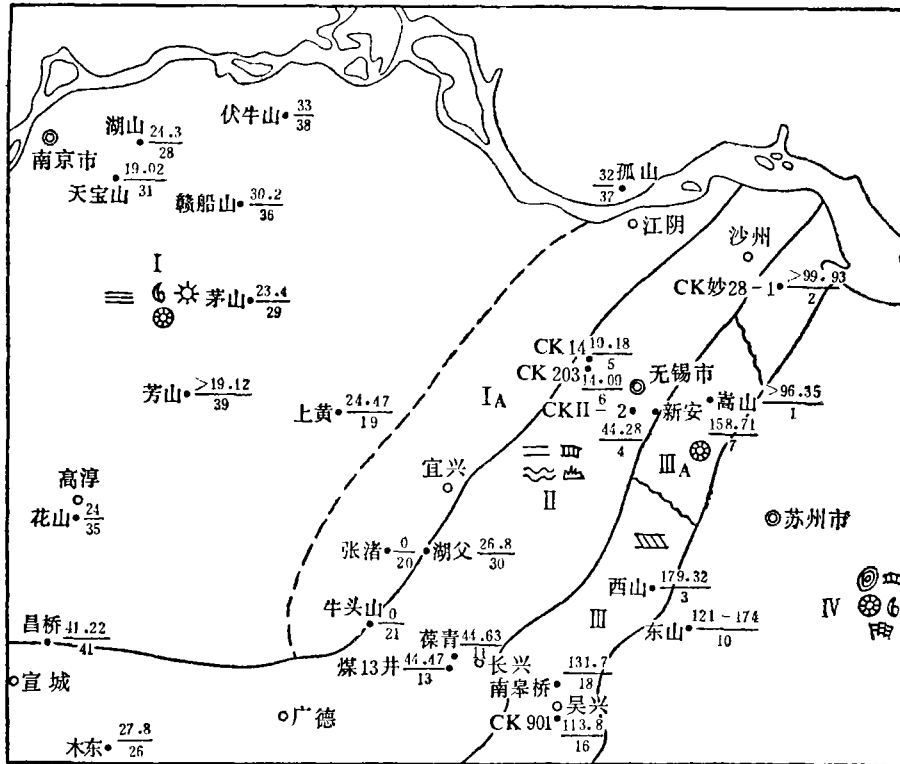 伏牛山 33/38
湖山 24.3/28
南京市
天宝山 19.02/31
赣船山 30.2/36
32/37 孤山
江阴
沙州
I
茅山 23.4/29
CK妙28-1 >99.93/2
CK14 10.18/5
CK203 14.00/6
无锡市
芳山 >19.12/39
上黄 24.47/19
IA
CKII-2 44.28/4
新安
嵩山 >96.35/1
158.71/7
IIIA
II
宜兴
高淳
花山 24/35
苏州市
张渚 0/20
湖父 26.8/30
西山 179.32/3
IV
牛头山 0/21
III
东山 121-174/10
昌桥 41.22/41
葆青 44.63/11
煤13井 44.47/13
长兴
南皋桥 131.7/18
宣城
吴兴
广德
CK901 113.8/16
木东 27.8/26